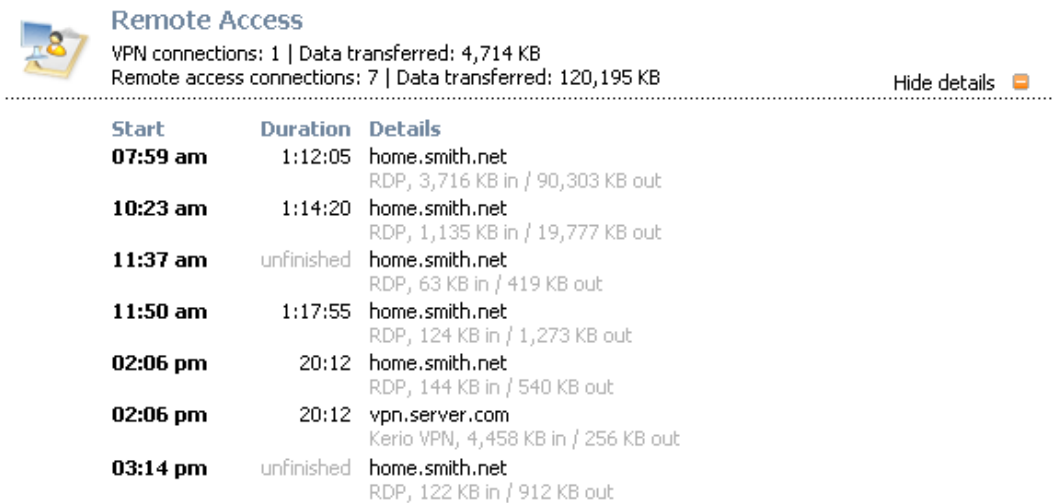 Remote Access
VPN connections: 1 | Data transferred: 4,714 KB
Remote access connections: 7 | Data transferred: 120,195 KB
Hide details
Start Duration Details
07:59 am 1:12:05 home.smith.net
RDP, 3,716 KB in / 90,303 KB out
10:23 am 1:14:20 home.smith.net
RDP, 1,135 KB in / 19,777 KB out
11:37 am unfinished home.smith.net
RDP, 63 KB in / 419 KB out
11:50 am 1:17:55 home.smith.net
RDP, 124 KB in / 1,273 KB out
02:06 pm 20:12 home.smith.net
RDP, 144 KB in / 540 KB out
02:06 pm 20:12 vpn.server.com
Kerio VPN, 4,458 KB in / 256 KB out
03:14 pm unfinished home.smith.net
RDP, 122 KB in / 912 KB out